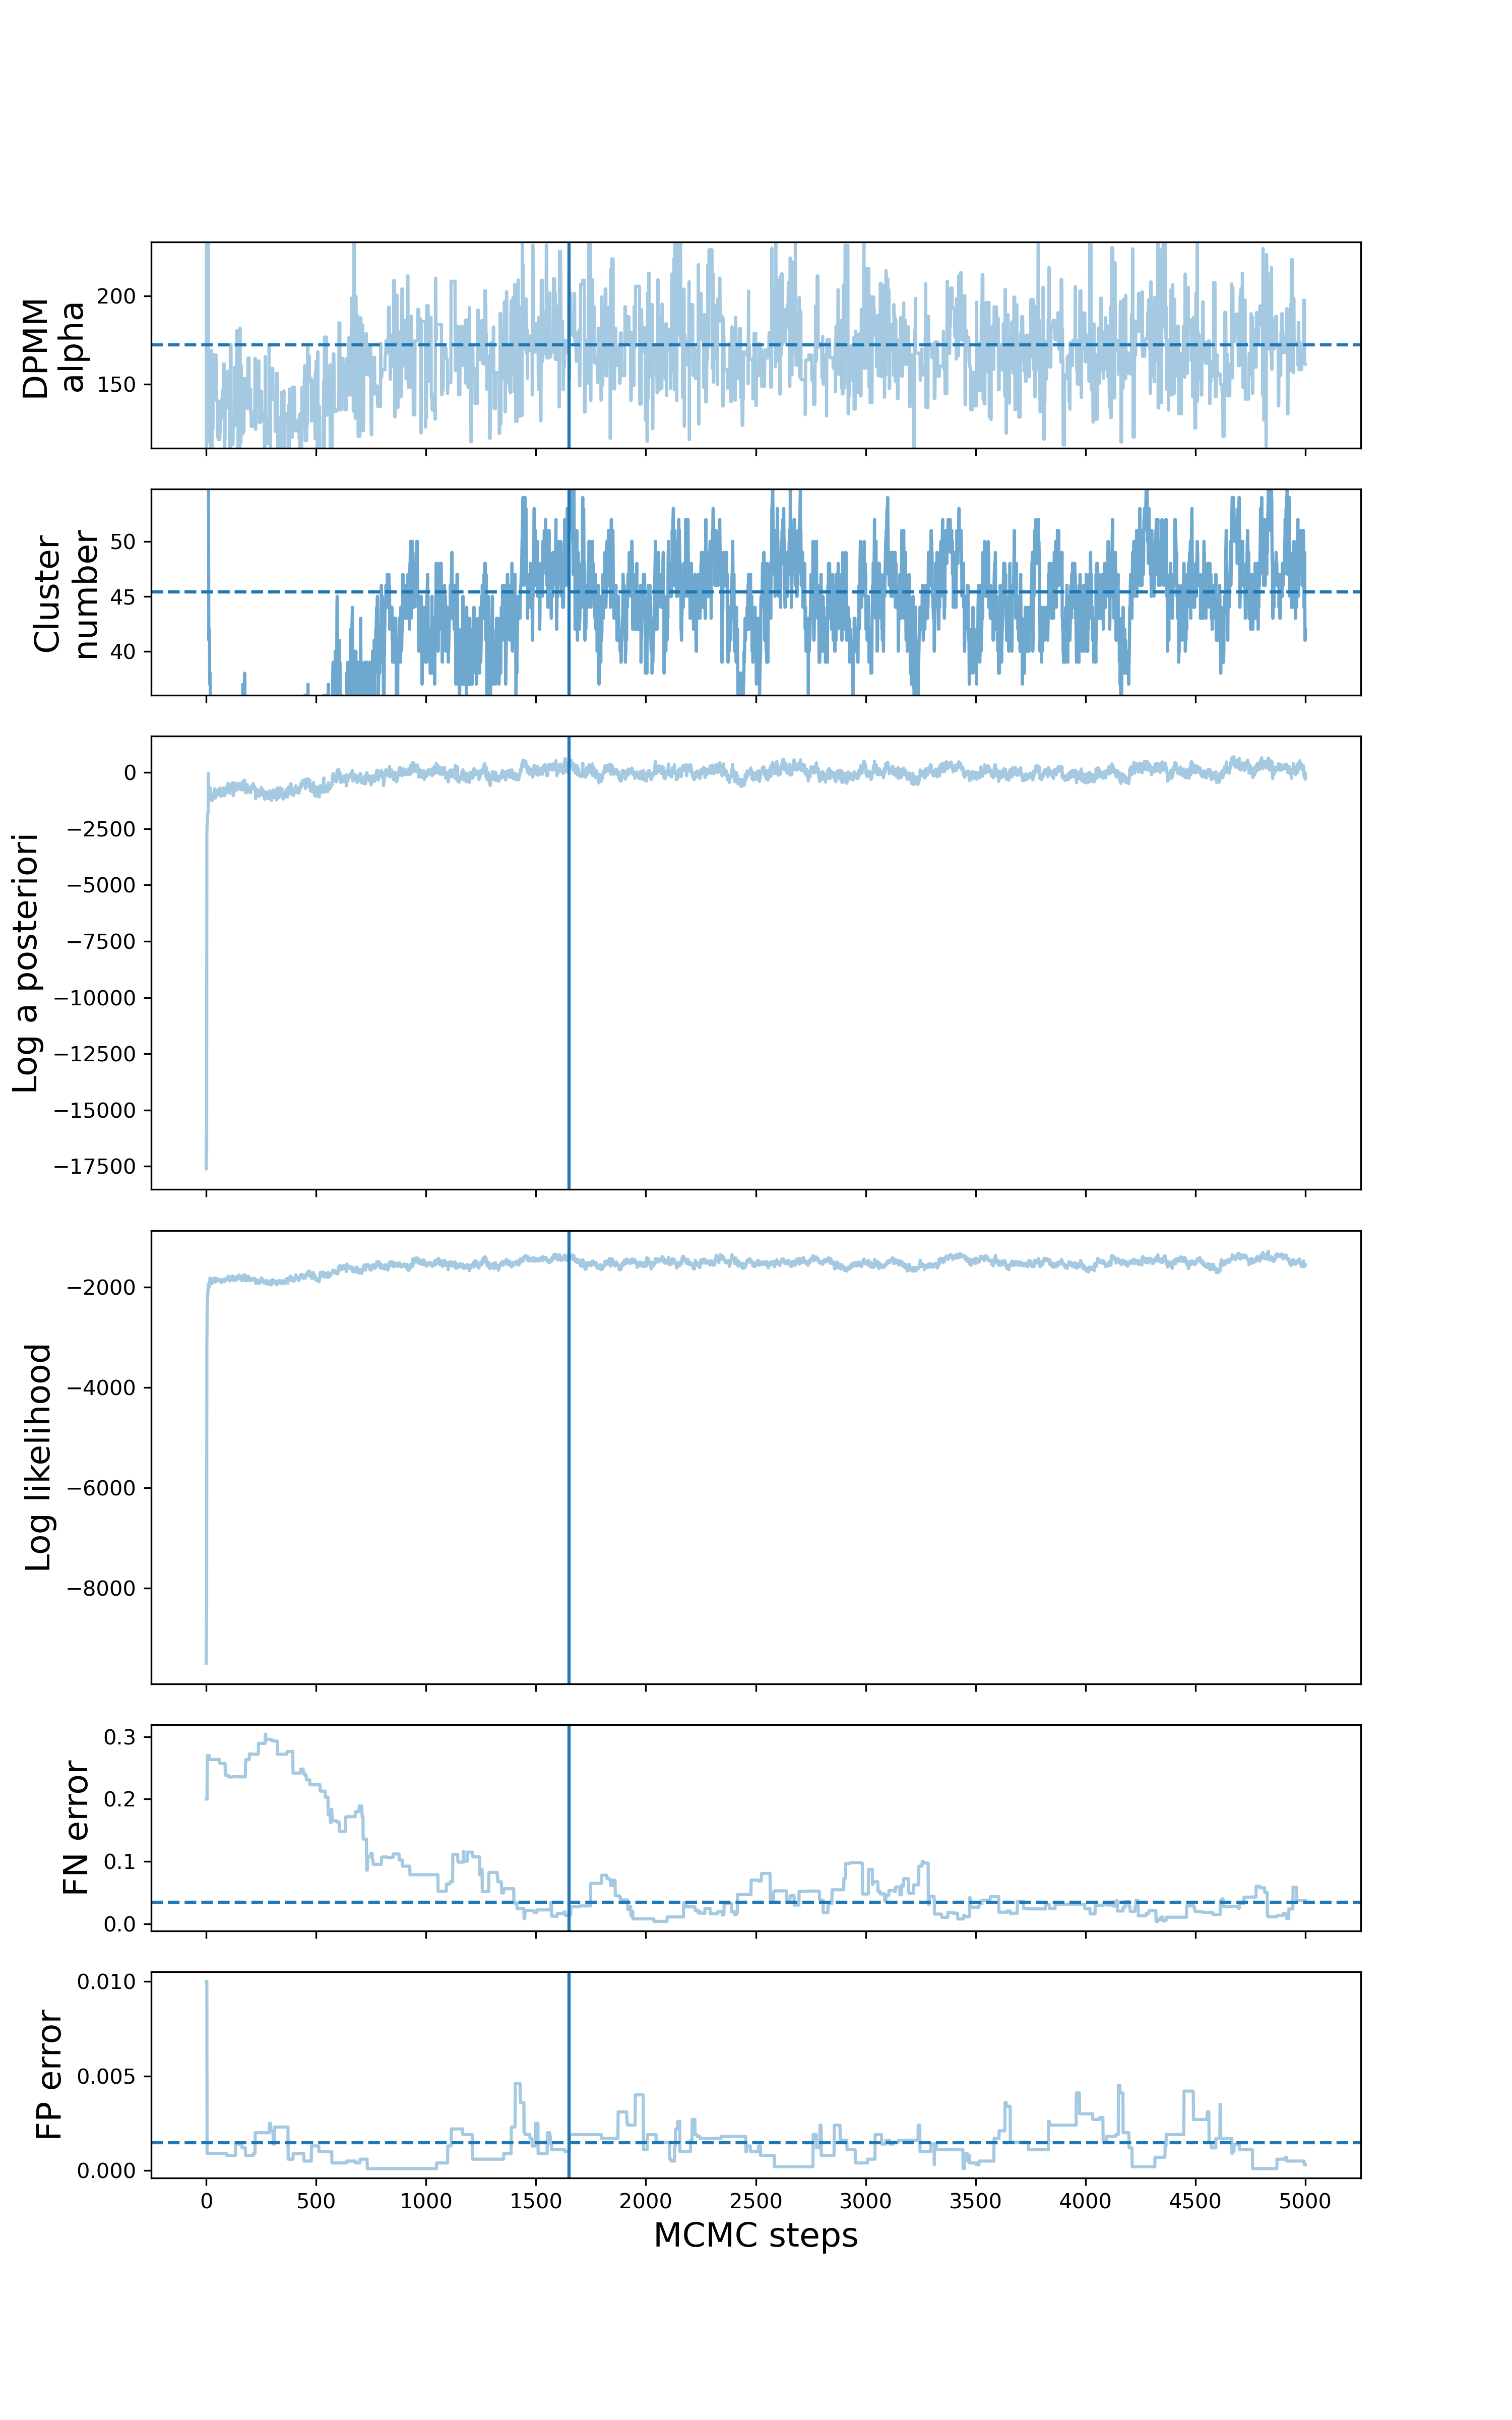 DPMM
alpha
200
150
Cluster
number
50
45
40
Log a posteriori
0
−2500
−5000
−7500
−10000
−12500
−15000
−17500
Log likelihood
−2000
−4000
−6000
−8000
FN error
0.3
0.2
0.1
0.0
FP error
0.010
0.005
0.000
0 500 1000 1500 2000 2500 3000 3500 4000 4500 5000
MCMC steps